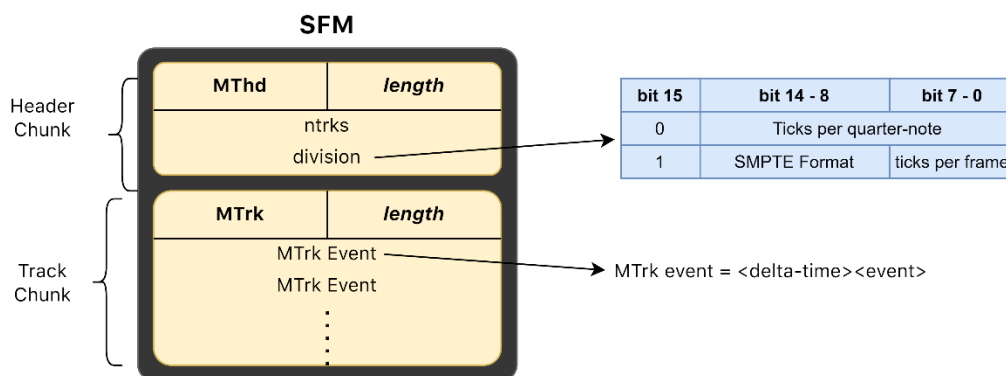 SFM
Header
Chunk
MThd length
ntrks
division
bit 15 bit 14 - 8 bit 7 - 0
0 Ticks per quarter-note
1 SMPTE Format ticks per frame
Track
Chunk
MTrk length
MTrk Event
MTrk Event
MTrk event = <delta-time><event>